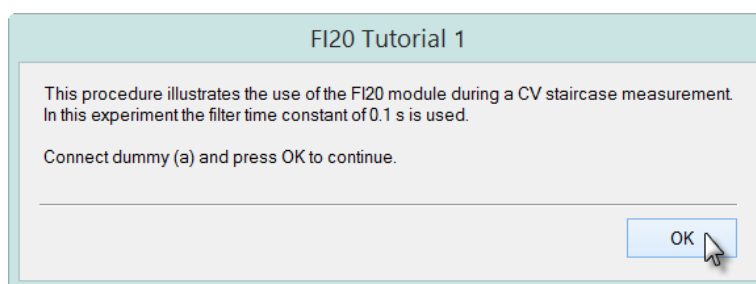 FI20 Tutorial 1
This procedure illustrates the use of the FI20 module during a CV staircase measurement.
In this experiment the filter time constant of 0.1 s is used.
Connect dummy (a) and press OK to continue.
OK